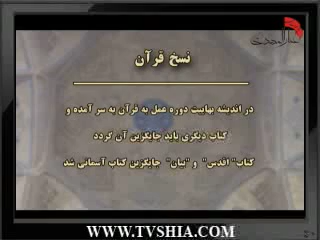 نسخ قرآن
در اندیشه بهاییت دوره عمل به قرآن به سر آمده و
کتاب دیگری باید جایگزین آن گردد
کتاب "اقدس" و "بیان" جایگزین کتاب آسمانی شد
WWW.TVSHIA.COM